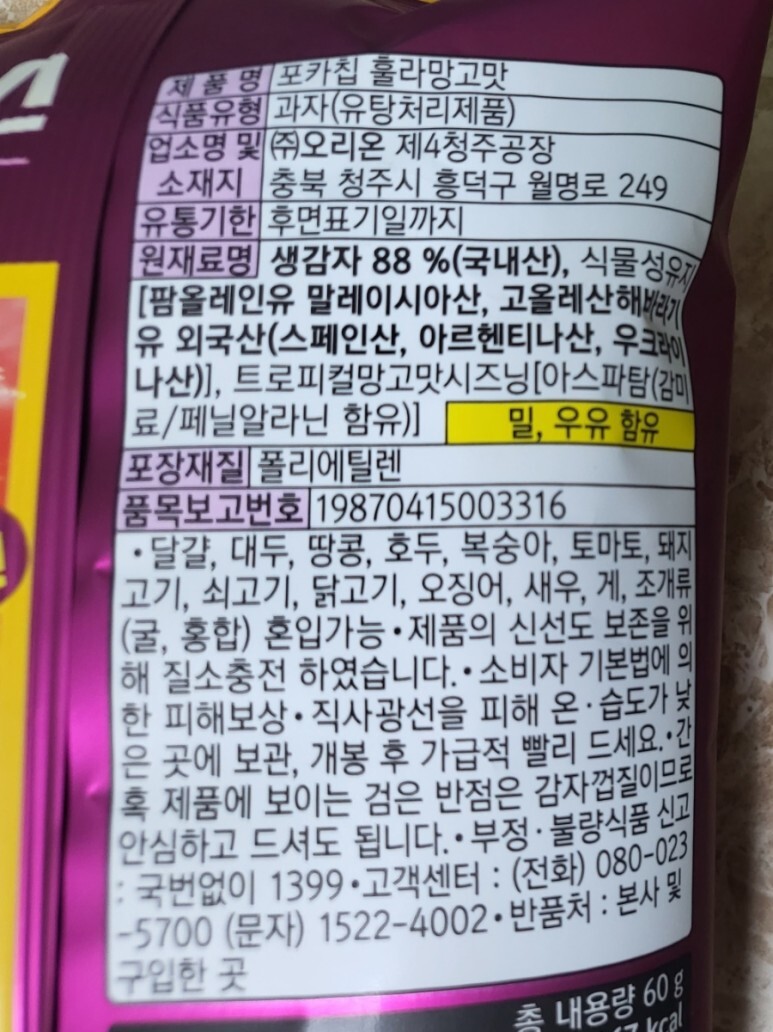 제 품 명 포카칩 훌라망고맛
식품유형 과자(유탕처리제품)
업소명 및 ㈜오리온 제4청주공장
소재지 충북 청주시 흥덕구 월명로 249
유통기한 후면표기일까지
원재료명 생감자 88 %(국내산), 식물성유지
[팜올레인유 말레이시아산, 고올레산해바라기
유 외국산(스페인산, 아르헨티나산, 우크라이
나산)], 트로피컬망고맛시즈닝[아스파탐(감미
료/페닐알라닌 함유)] 밀, 우유 함유
포장재질 폴리에틸렌
품목보고번호 19870415003316
•달걀, 대두, 땅콩, 호두, 복숭아, 토마토, 돼지
고기, 쇠고기, 닭고기, 오징어, 새우, 게, 조개류
(굴, 홍합) 혼입가능•제품의 신선도 보존을 위
해 질소충전 하였습니다.•소비자 기본법에 의
한 피해보상•직사광선을 피해 온·습도가 낮
은 곳에 보관, 개봉 후 가급적 빨리 드세요.•간
혹 제품에 보이는 검은 반점은 감자껍질이므로
안심하고 드셔도 됩니다.•부정·불량식품 신고
: 국번없이 1399•고객센터 : (전화) 080-023
-5700 (문자) 1522-4002•반품처 : 본사 및
구입한 곳
총 내용량 60 g
kcal